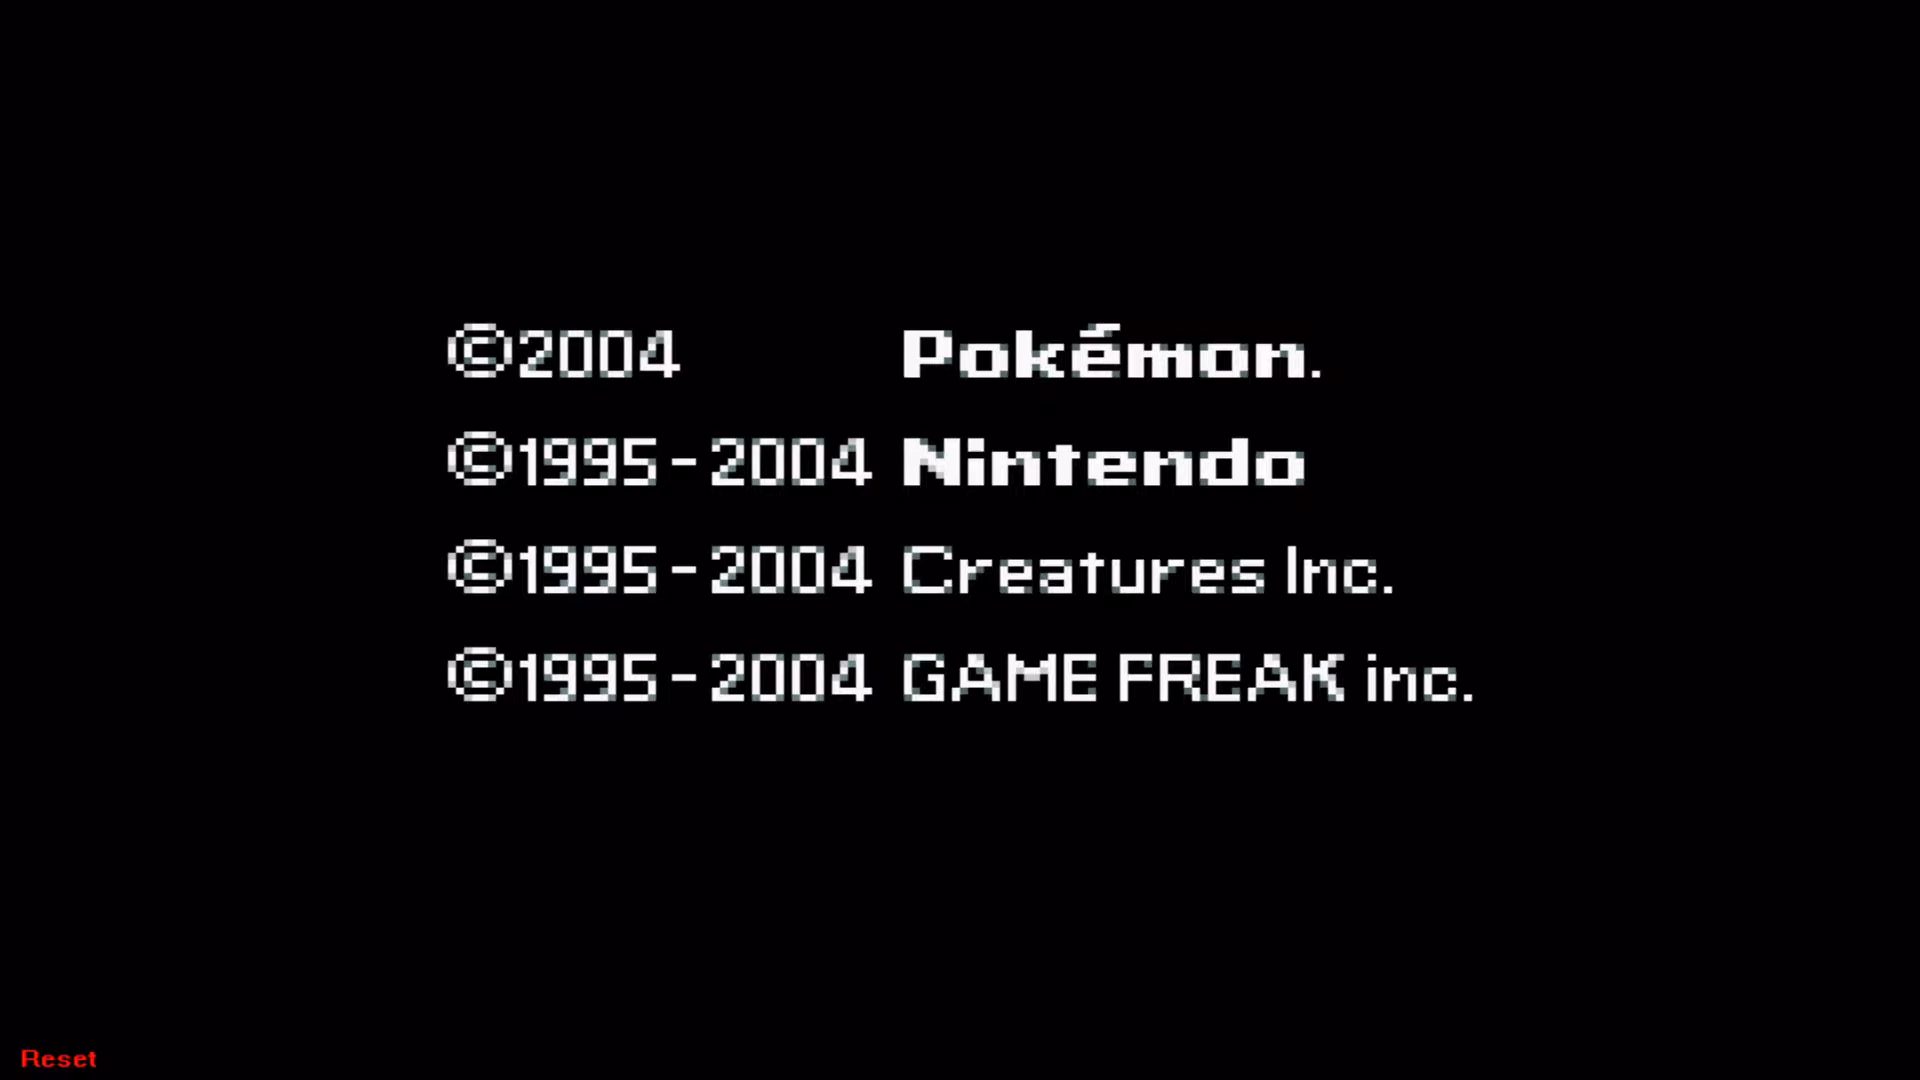 ©2004 Pokémon.
©1995-2004 Nintendo
©1995-2004 Creatures Inc.
©1995-2004 GAME FREAK inc.
Reset